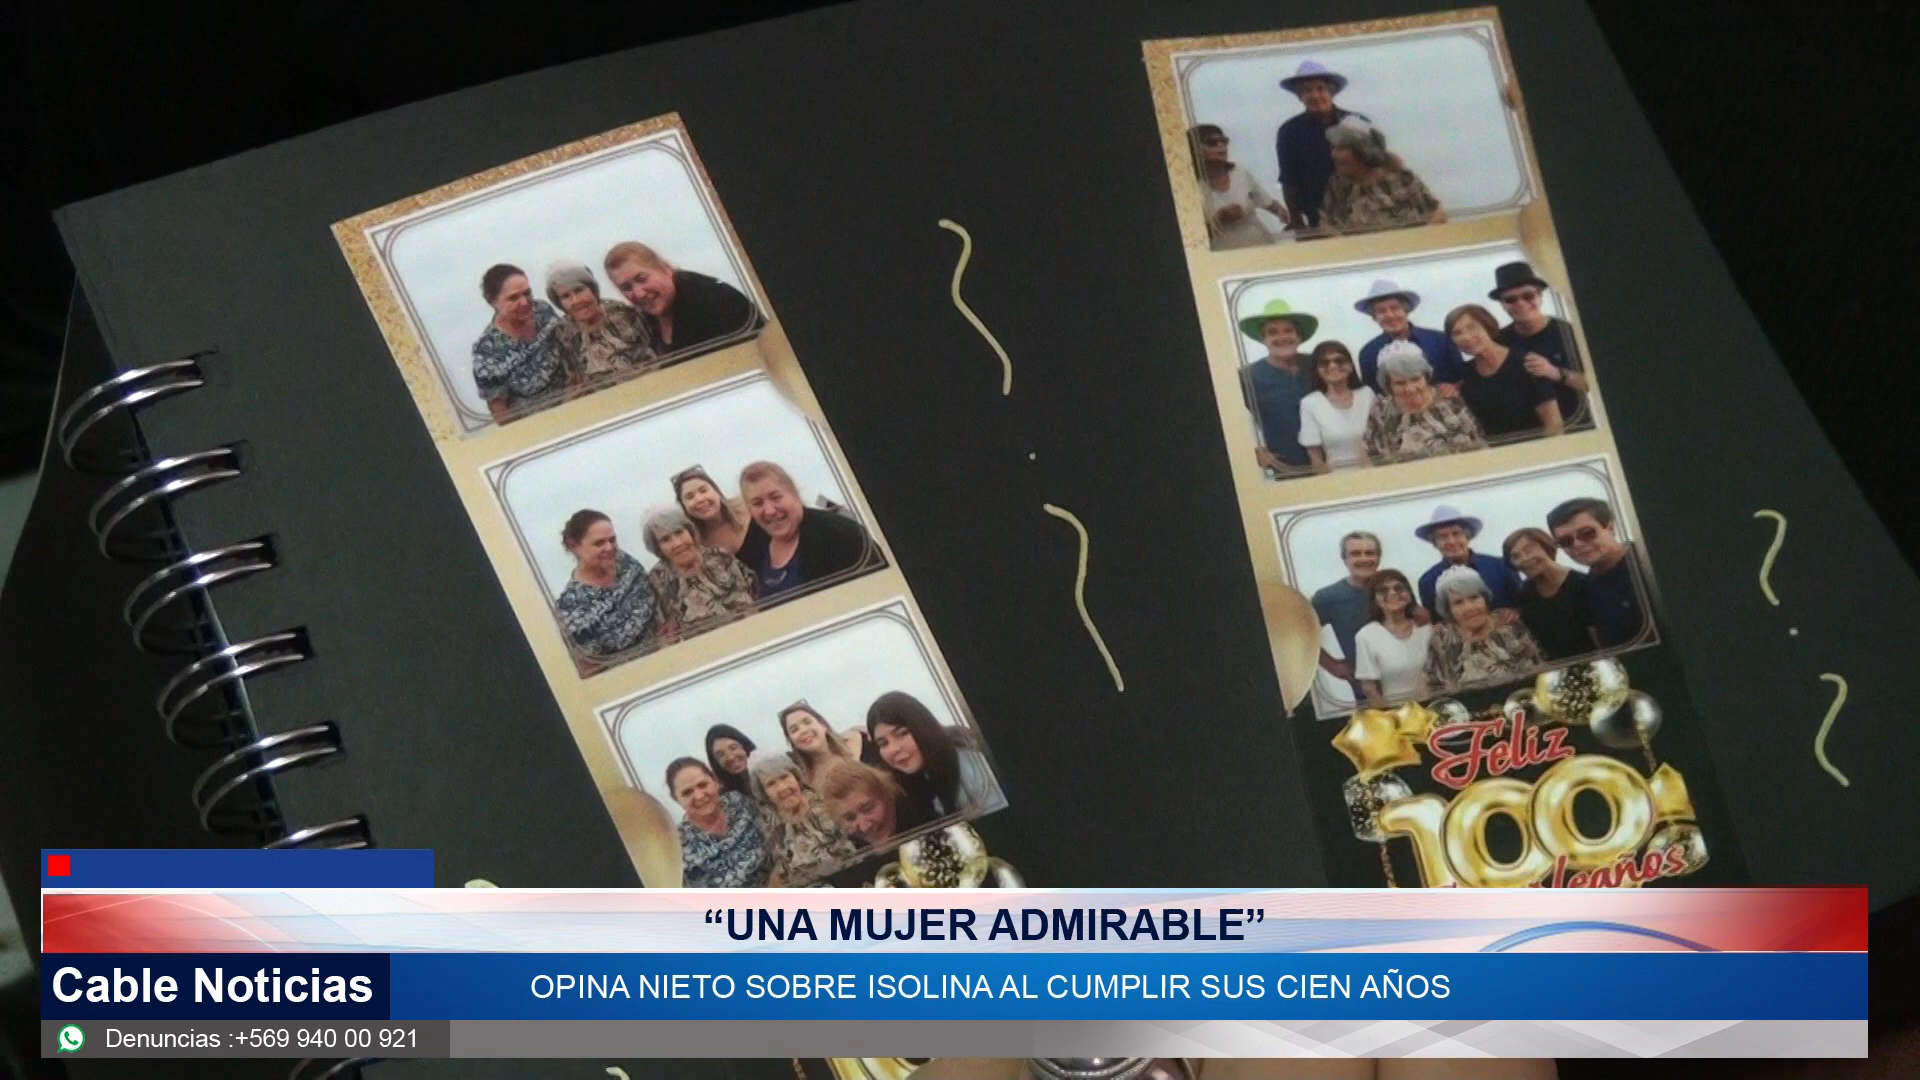 Feliz
100
“UNA MUJER ADMIRABLE”
Cable Noticias
OPINA NIETO SOBRE ISOLINA AL CUMPLIR SUS CIEN AÑOS
Denuncias :+569 940 00 921